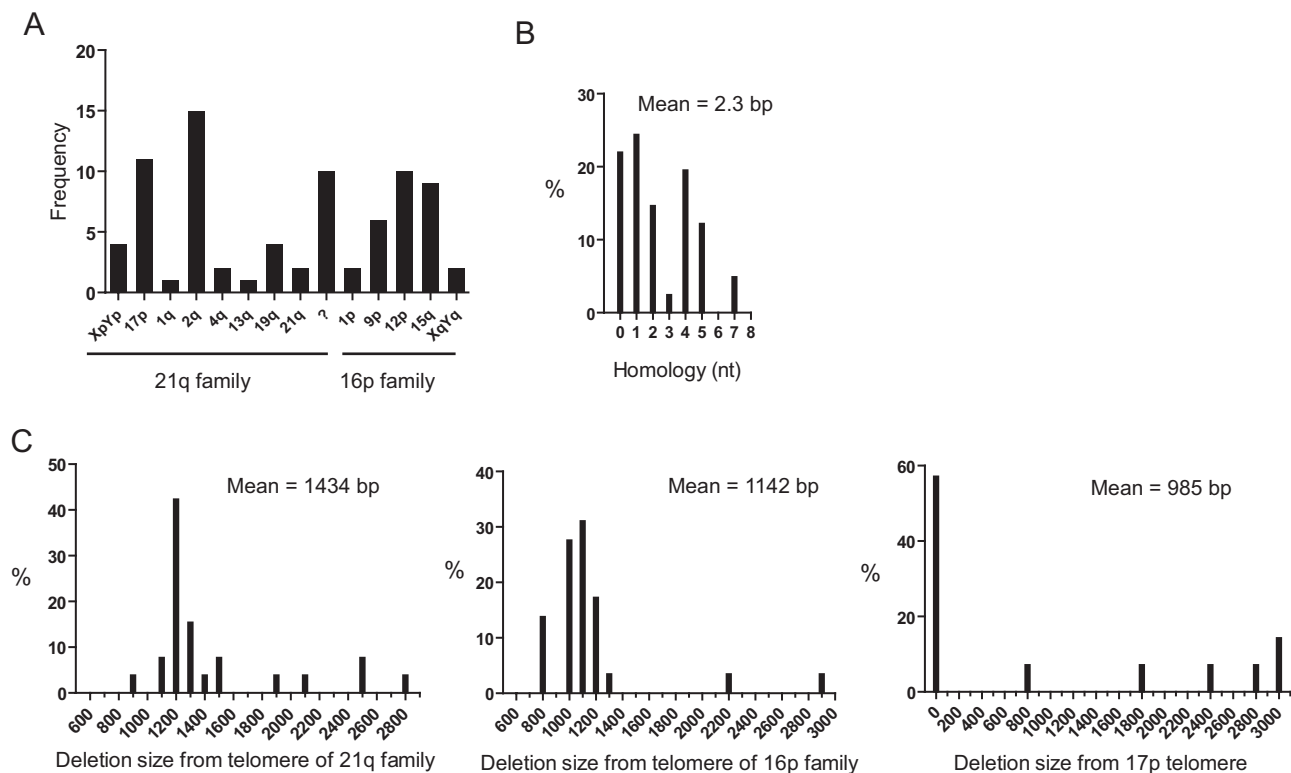 A
20
15
10
5
0
Frequency
XpYp
17p
1q
2q
4q
13q
19q
21q
?
1p
9p
12p
15q
XqYq
21q family
16p family
B
30
20
10
0
%
Mean = 2.3 bp
0 1 2 3 4 5 6 7 8
Homology (nt)
C
50
40
30
20
10
0
%
Mean = 1434 bp
600 800 1000 1200 1400 1600 1800 2000 2200 2400 2600 2800
Deletion size from telomere of 21q family
40
30
20
10
0
%
Mean = 1142 bp
600 800 1000 1200 1400 1600 1800 2000 2200 2400 2600 2800 3000
Deletion size from telomere of 16p family
60
40
20
0
%
Mean = 985 bp
0 200 400 600 800 1000 1200 1400 1600 1800 2000 2200 2400 2600 2800 3000
Deletion size from 17p telomere